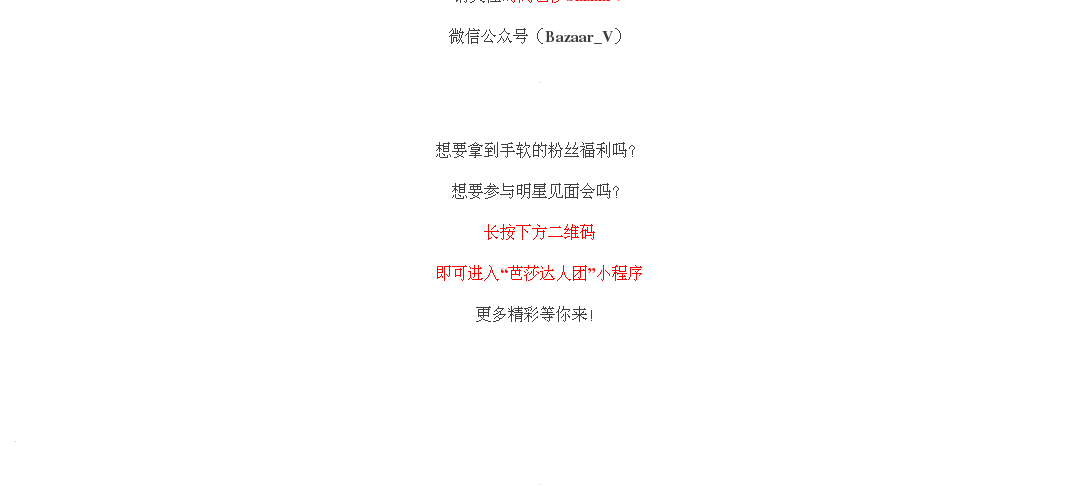 微信公众号（Bazaar_V）
想要拿到手软的粉丝福利吗?
想要参与明星见面会吗?
长按下方二维码
即可进入“芭莎达人团”小程序
更多精彩等你来!